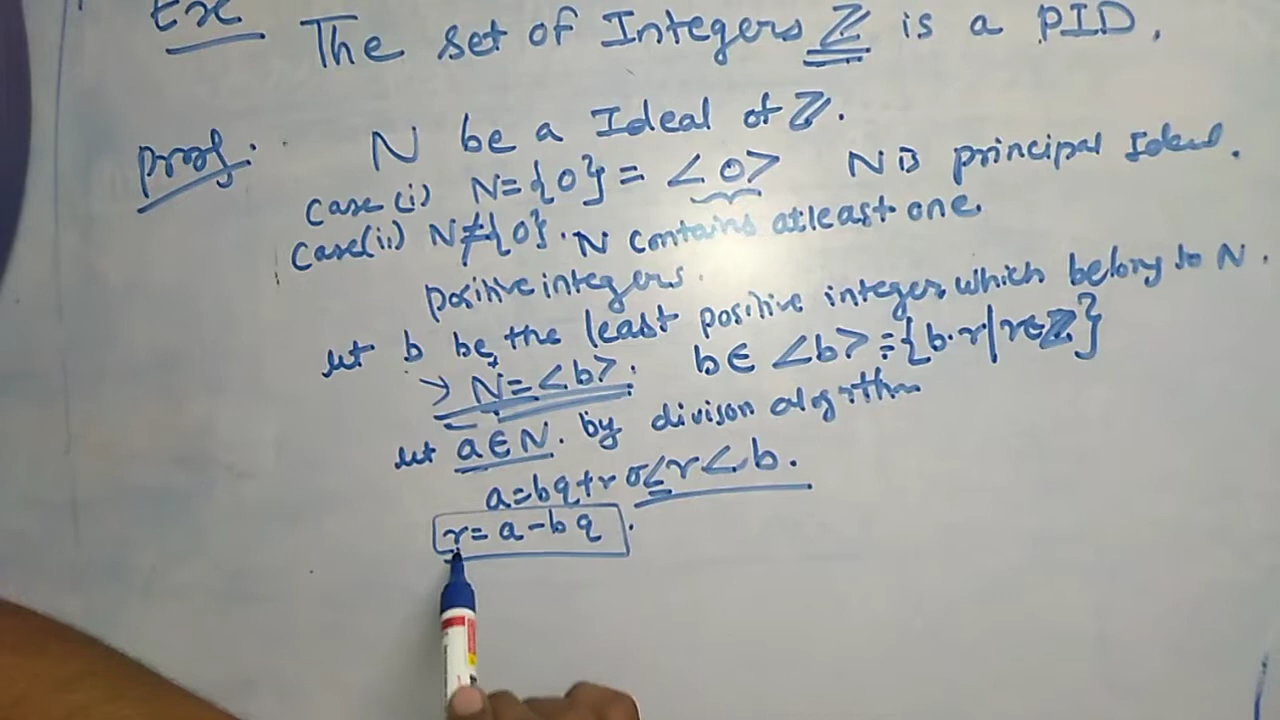 Ex
The set of Integers ℤ is a PID.
Proof:
N be a Ideal of ℤ.
Case (i) N={0} = <0> N is principal Ideal.
Case (ii) N≠{0}. N contains atleast one.
positive integers.
let b be the least positive integer which belong to N.
> N=<b>. b∈ <b> = {b.r|r∈ℤ}
let a∈N. by divison algorthm
a=bq+r 0≤r<b.
r=a-bq.